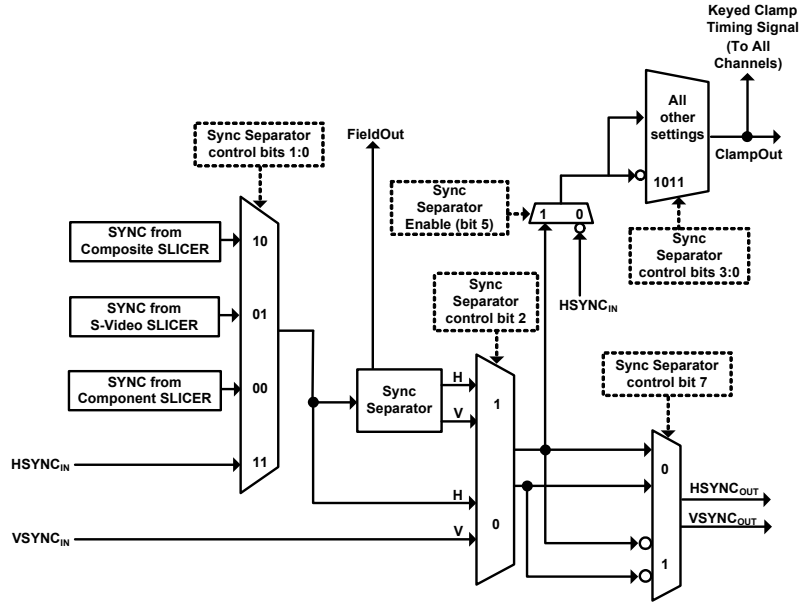 Keyed Clamp
Timing Signal
(To All
Channels)
All
other
settings
1011
ClampOut
Sync Separator
control bits 1:0
FieldOut
Sync
Separator
Enable (bit 5)
1 0
HSYNCIN
Sync
Separator
control bits 3:0
SYNC from
Composite SLICER
10
SYNC from
S-Video SLICER
01
SYNC from
Component SLICER
00
HSYNCIN
11
VSYNCIN
Sync
Separator
H
V
H
V
Sync
Separator
control bit 2
1
0
Sync Separator
control bit 7
0
1
HSYNCOUT
VSYNCOUT